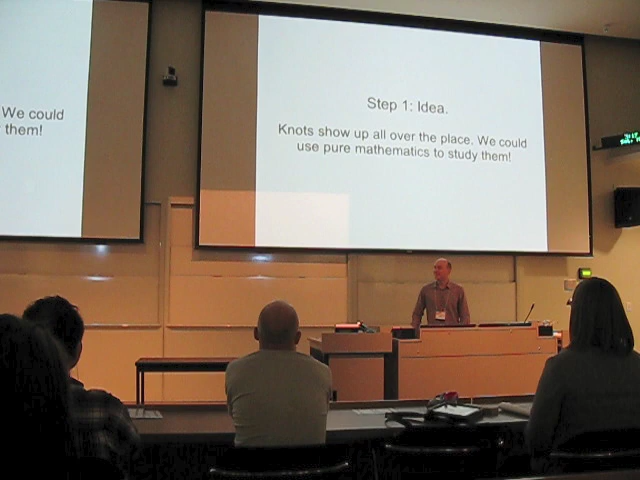 We could
them!
Step 1: Idea.
Knots show up all over the place. We could
use pure mathematics to study them!